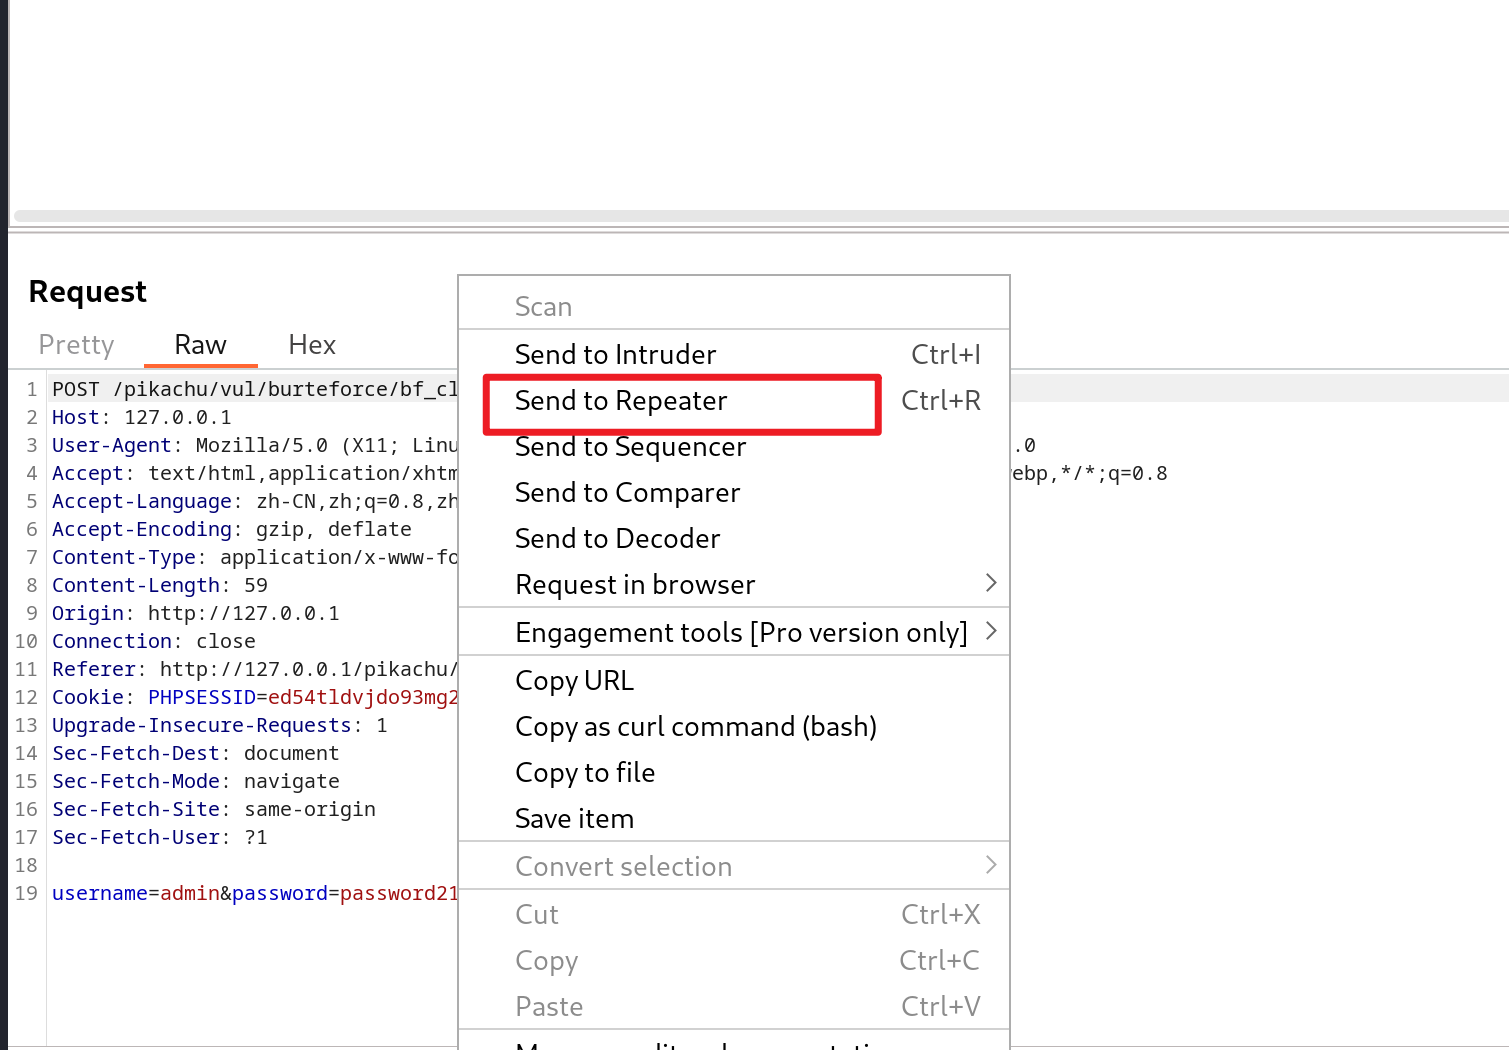 Request
Pretty Raw Hex
1 POST /pikachu/vul/burteforce/bf_cl
2 Host: 127.0.0.1
3 User-Agent: Mozilla/5.0 (X11; Linu .0
4 Accept: text/html,application/xhtm ebp,*/*;q=0.8
5 Accept-Language: zh-CN,zh;q=0.8,zh
6 Accept-Encoding: gzip, deflate
7 Content-Type: application/x-www-fo
8 Content-Length: 59
9 Origin: http://127.0.0.1
10 Connection: close
11 Referer: http://127.0.0.1/pikachu/
12 Cookie: PHPSESSID=ed54tldvjdo93mg2
13 Upgrade-Insecure-Requests: 1
14 Sec-Fetch-Dest: document
15 Sec-Fetch-Mode: navigate
16 Sec-Fetch-Site: same-origin
17 Sec-Fetch-User: ?1
18
19 username=admin&password=password21
Scan
Send to Intruder Ctrl+I
Send to Repeater Ctrl+R
Send to Sequencer
Send to Comparer
Send to Decoder
Request in browser
Engagement tools [Pro version only]
Copy URL
Copy as curl command (bash)
Copy to file
Save item
Convert selection
Cut Ctrl+X
Copy Ctrl+C
Paste Ctrl+V